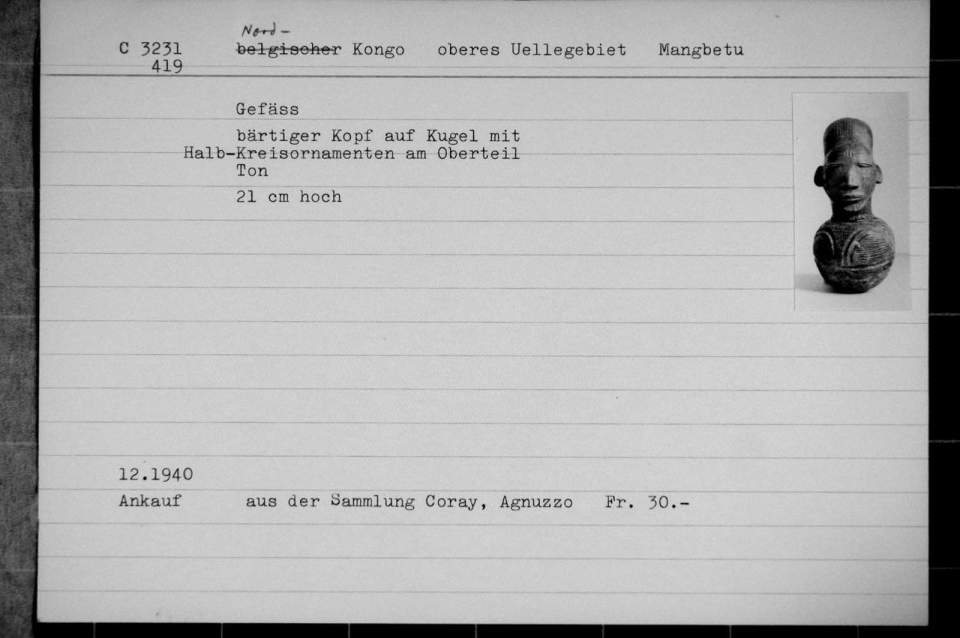 Nord-
C 3231 belgischer Kongo oberes Uellegebiet Mangbetu
419
Gefäss
bärtiger Kopf auf Kugel mit
Halb-Kreisornamenten am Oberteil
Ton
21 cm hoch
12.1940
Ankauf aus der Sammlung Coray, Agnuzzo Fr. 30.-